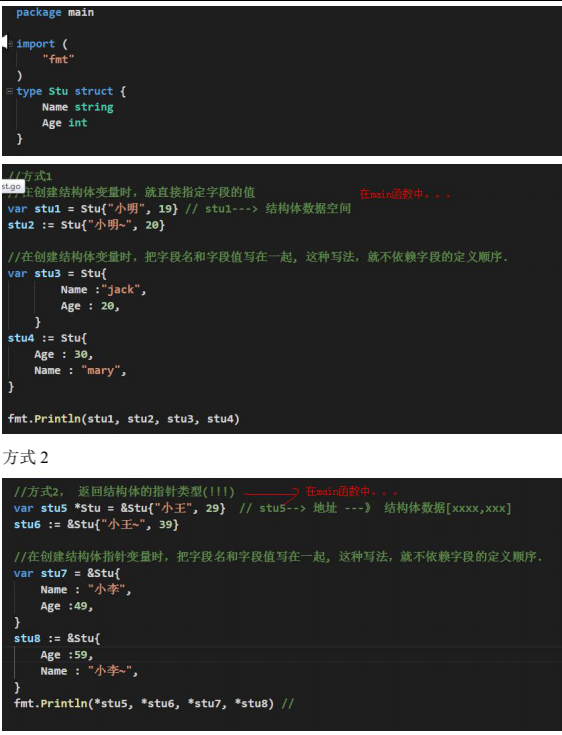 package main
import (
"fmt"
)
type Stu struct {
Name string
Age int
}
//方式1
st.go
在创建结构体变量时，就直接指定字段的值
在main函数中。。。
var stu1 = Stu{"小明", 19} // stu1---> 结构体数据空间
stu2 := Stu{"小明~", 20}
//在创建结构体变量时，把字段名和字段值写在一起, 这种写法，就不依赖字段的定义顺序.
var stu3 = Stu{
Name :"jack",
Age : 20,
}
stu4 := Stu{
Age : 30,
Name : "mary",
}
fmt.Println(stu1, stu2, stu3, stu4)
方式 2
//方式2， 返回结构体的指针类型(!!!)
在main函数中。。。
var stu5 *Stu = &Stu{"小王", 29} // stu5--> 地址 ---》 结构体数据[xxxx,xxx]
stu6 := &Stu{"小王~", 39}
//在创建结构体指针变量时，把字段名和字段值写在一起, 这种写法，就不依赖字段的定义顺序.
var stu7 = &Stu{
Name : "小李",
Age :49,
}
stu8 := &Stu{
Age :59,
Name : "小李~",
}
fmt.Println(*stu5, *stu6, *stu7, *stu8) //